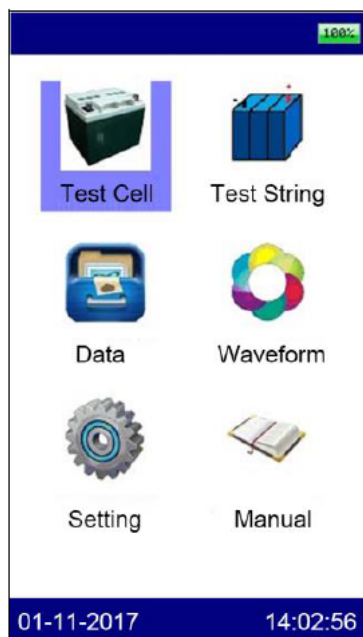 100%
Test Cell
Test String
Data
Waveform
Setting
Manual
01-11-2017
14:02:56